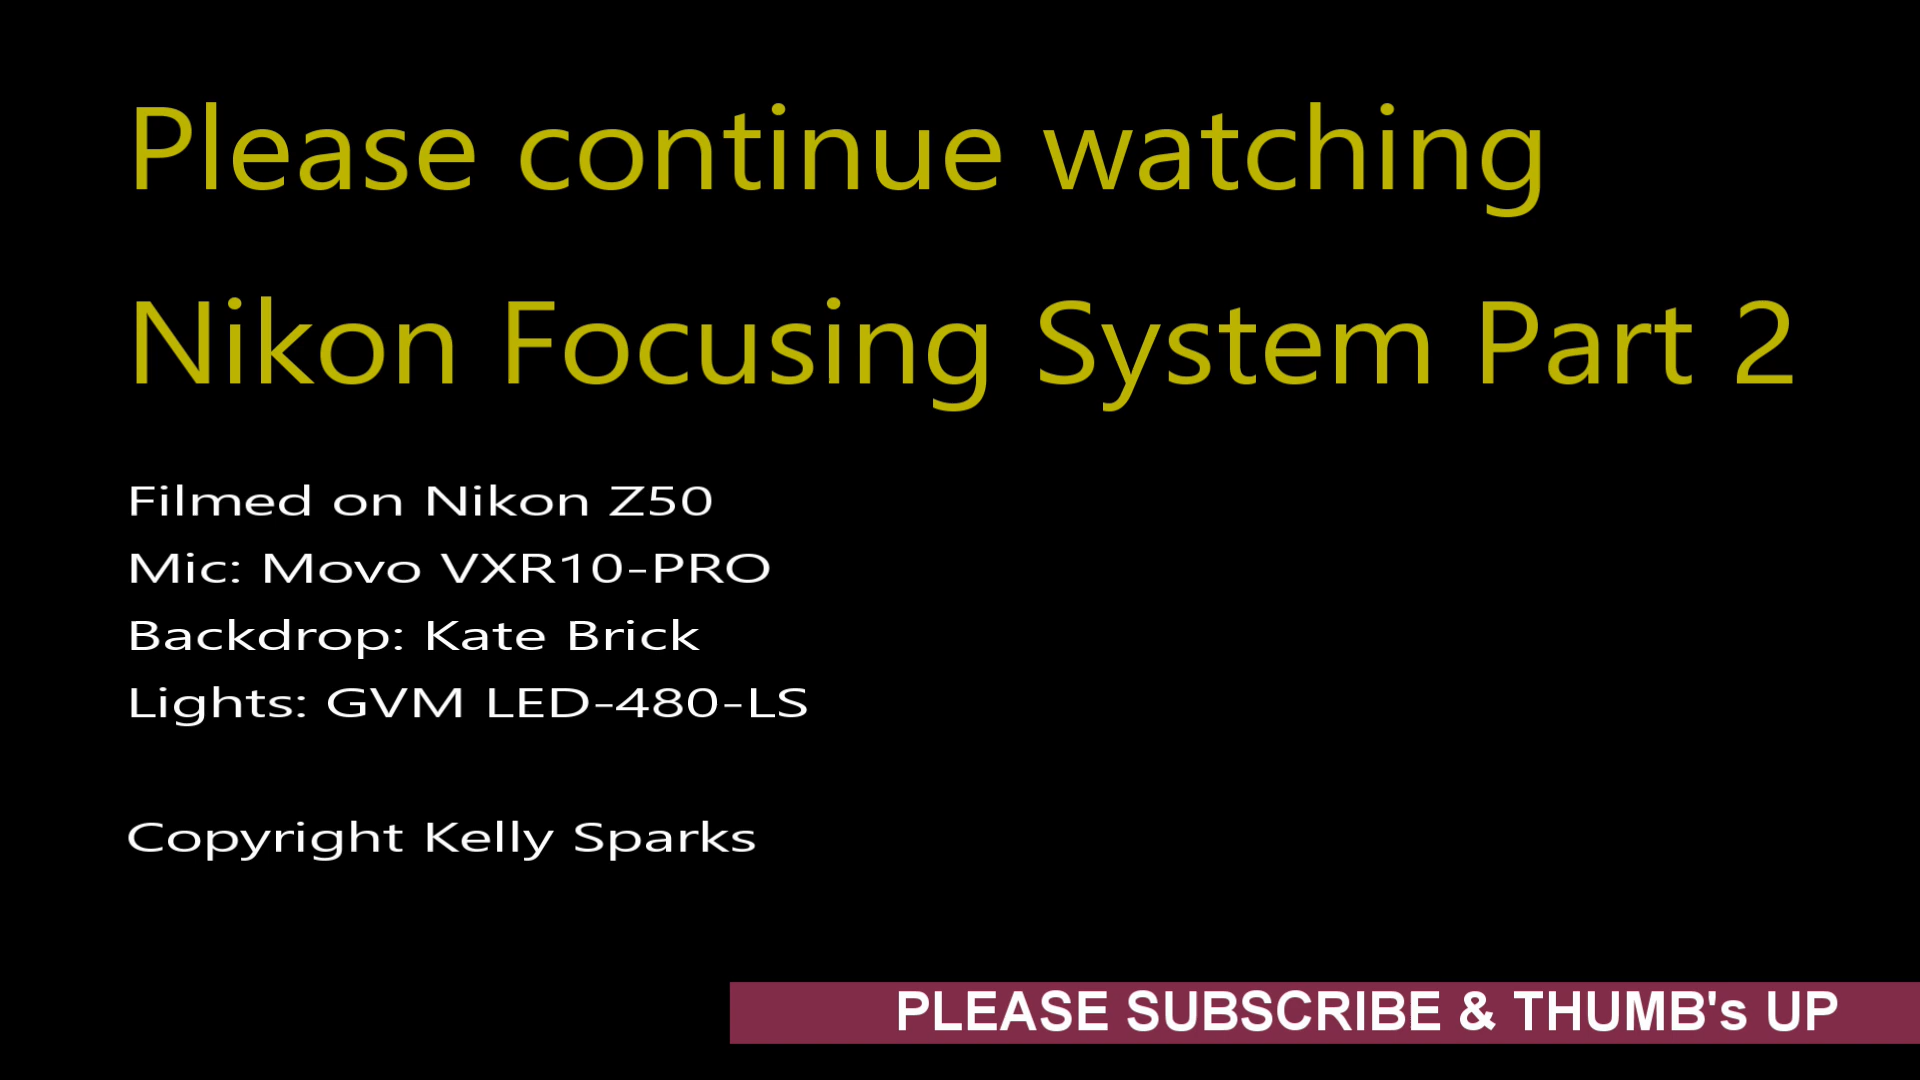 Please continue watching
Nikon Focusing System Part 2
Filmed on Nikon Z50
Mic: Movo VXR10-PRO
Backdrop: Kate Brick
Lights: GVM LED-480-LS
Copyright Kelly Sparks
PLEASE SUBSCRIBE & THUMB's UP